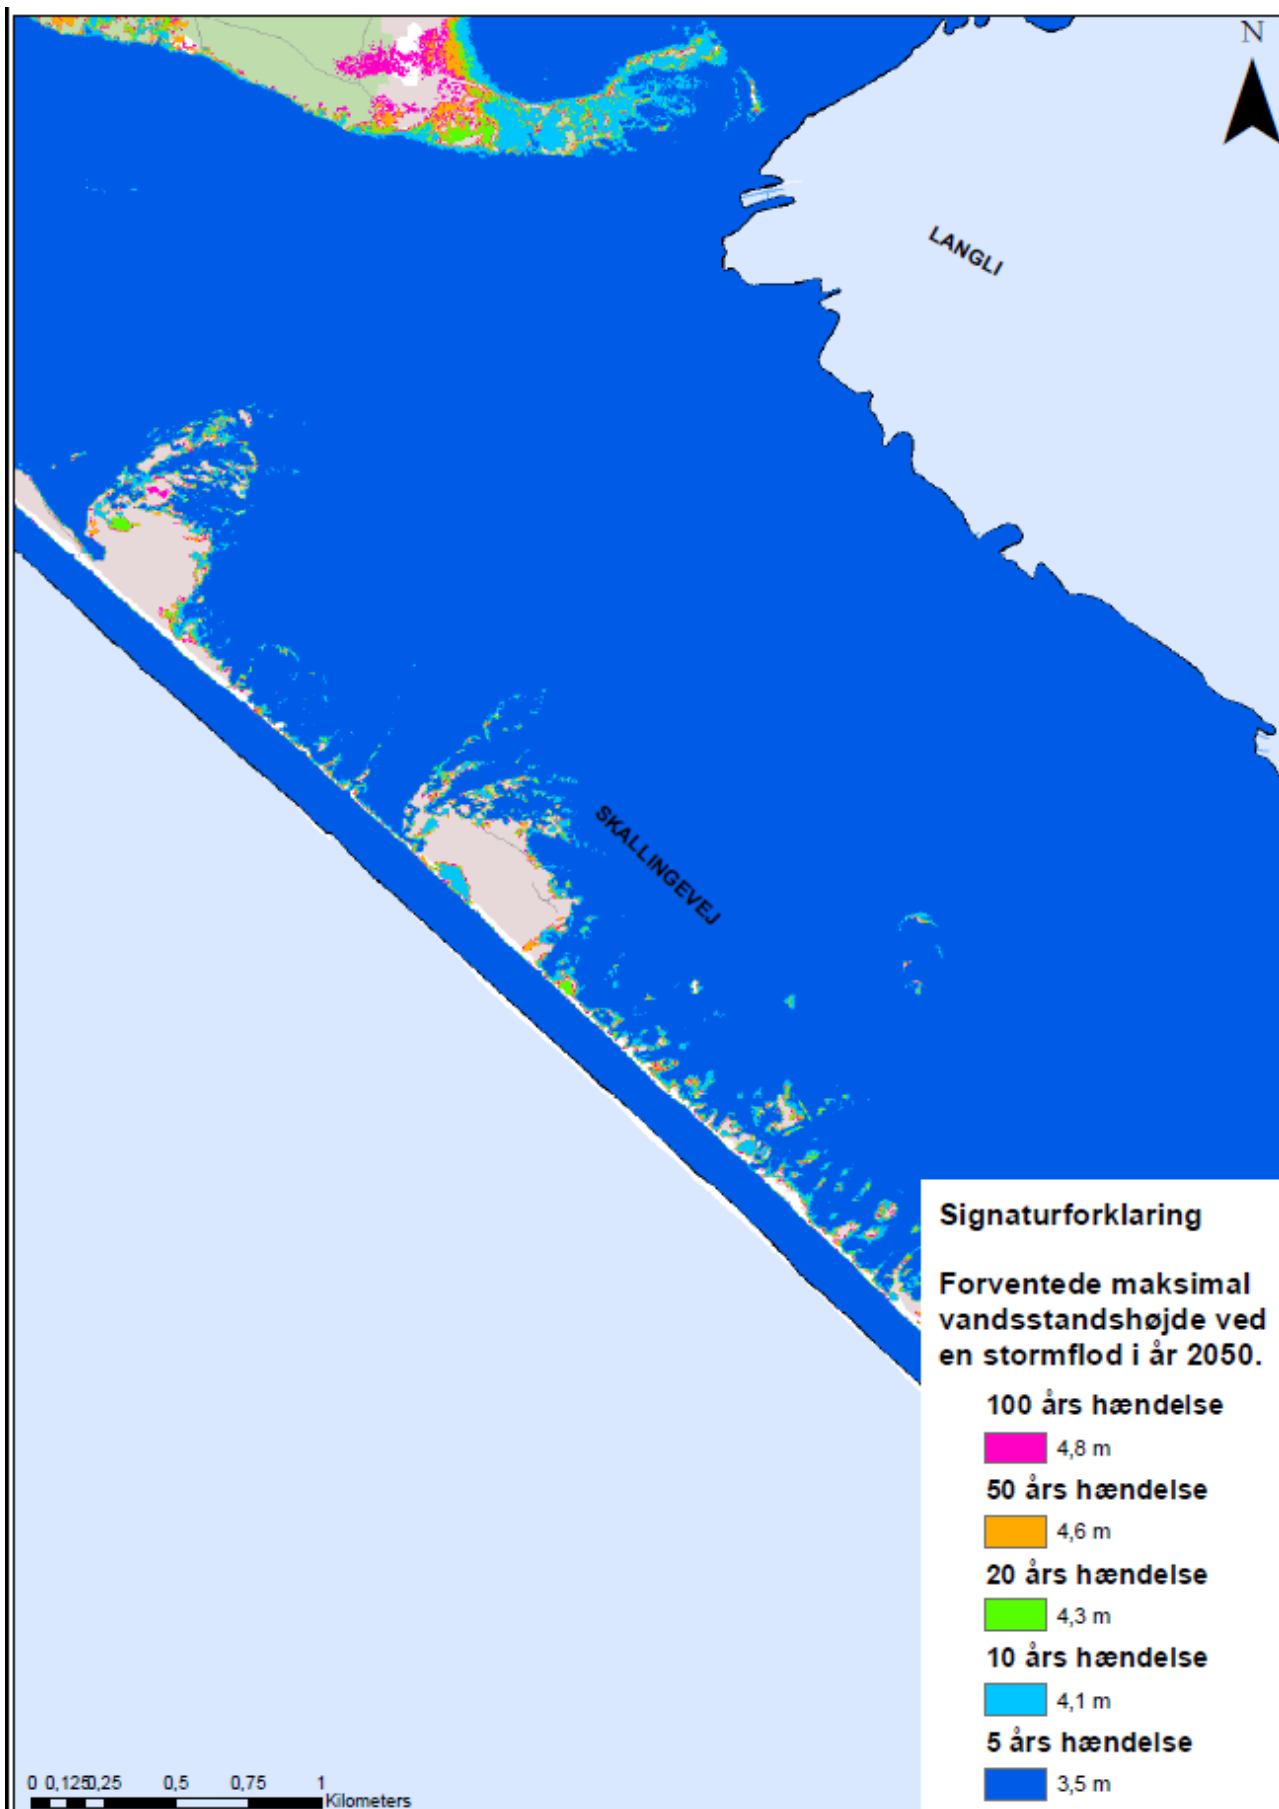 N
LANGLI
SKALLINGEVEJ
Signaturforklaring
Forventede maksimal
vandsstandshøjde ved
en stormflod i år 2050.
100 års hændelse
4,8 m
50 års hændelse
4,6 m
20 års hændelse
4,3 m
10 års hændelse
4,1 m
5 års hændelse
3,5 m
0 0,125 0,25 0,5 0,75 1
Kilometers